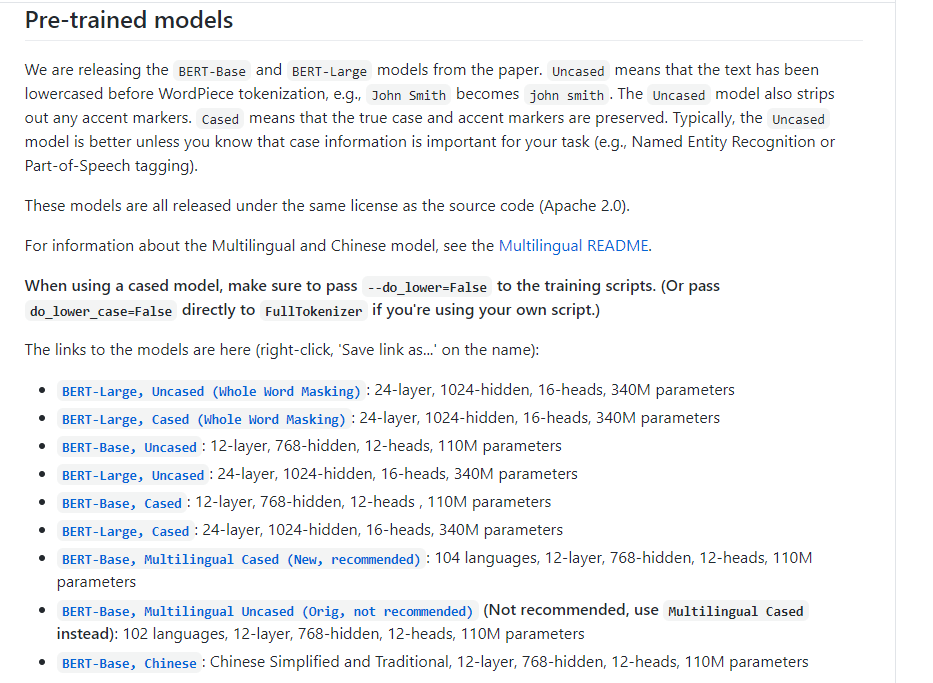 Pre-trained models
We are releasing the BERT-Base and BERT-Large models from the paper. Uncased means that the text has been
lowercased before WordPiece tokenization, e.g., John Smith becomes john smith. The Uncased model also strips
out any accent markers. Cased means that the true case and accent markers are preserved. Typically, the Uncased
model is better unless you know that case information is important for your task (e.g., Named Entity Recognition or
Part-of-Speech tagging).
These models are all released under the same license as the source code (Apache 2.0).
For information about the Multilingual and Chinese model, see the Multilingual README.
When using a cased model, make sure to pass --do_lower=False to the training scripts. (Or pass
do_lower_case=False directly to FullTokenizer if you're using your own script.)
The links to the models are here (right-click, 'Save link as...' on the name):
• BERT-Large, Uncased (Whole Word Masking) : 24-layer, 1024-hidden, 16-heads, 340M parameters
• BERT-Large, Cased (Whole Word Masking) : 24-layer, 1024-hidden, 16-heads, 340M parameters
• BERT-Base, Uncased : 12-layer, 768-hidden, 12-heads, 110M parameters
• BERT-Large, Uncased : 24-layer, 1024-hidden, 16-heads, 340M parameters
• BERT-Base, Cased : 12-layer, 768-hidden, 12-heads , 110M parameters
• BERT-Large, Cased : 24-layer, 1024-hidden, 16-heads, 340M parameters
• BERT-Base, Multilingual Cased (New, recommended) : 104 languages, 12-layer, 768-hidden, 12-heads, 110M
parameters
• BERT-Base, Multilingual Uncased (Orig, not recommended) (Not recommended, use Multilingual Cased
instead): 102 languages, 12-layer, 768-hidden, 12-heads, 110M parameters
• BERT-Base, Chinese : Chinese Simplified and Traditional, 12-layer, 768-hidden, 12-heads, 110M parameters